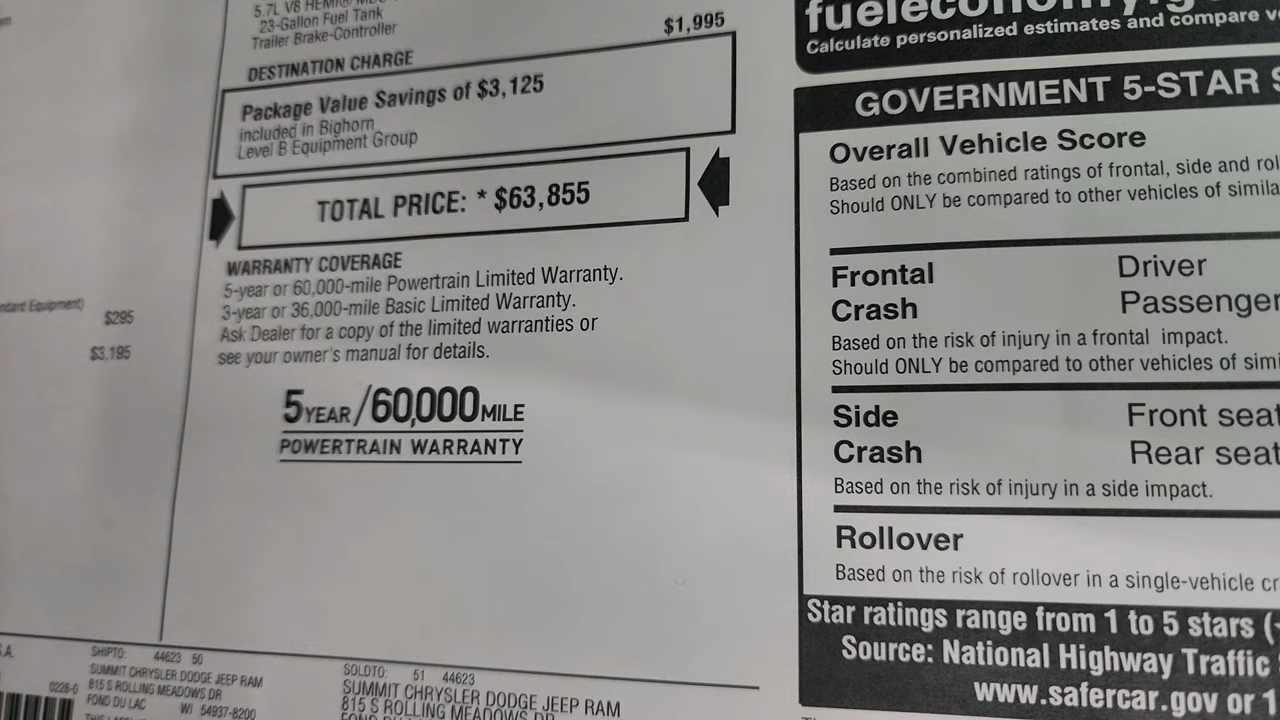 5.7L V8 HEMI®
23-Gallon Fuel Tank
Trailer Brake-Controller
DESTINATION CHARGE
$1,995
Package Value Savings of $3,125
included in Bighorn
Level B Equipment Group
TOTAL PRICE: * $63,855
WARRANTY COVERAGE
5-year or 60,000-mile Powertrain Limited Warranty.
3-year or 36,000-mile Basic Limited Warranty.
Ask Dealer for a copy of the limited warranties or
see your owner's manual for details.
5YEAR/60,000MILE
POWERTRAIN WARRANTY
Equipment)
$295
$3,195
S.A.
0226-0
SHIPTO: 44623 50
SUMMIT CHRYSLER DODGE JEEP RAM
815 S ROLLING MEADOWS DR
FOND DU LAC WI 54937-8200
SOLDTO: 51 44623
SUMMIT CHRYSLER DODGE JEEP RAM
815 S ROLLING MEADOWS DR
fueleconomy.g
Calculate personalized estimates and compare
GOVERNMENT 5-STAR
Overall Vehicle Score
Based on the combined ratings of frontal, side and
Should ONLY be compared to other vehicles of
Frontal Driver
Crash Passenger
Based on the risk of injury in a frontal impact.
Should ONLY be compared to other vehicles of
Side Front seat
Crash Rear seat
Based on the risk of injury in a side impact.
Rollover
Based on the risk of rollover in a single-vehicle
Star ratings range from 1 to 5 stars
Source: National Highway Traffic
www.safercar.gov or 1